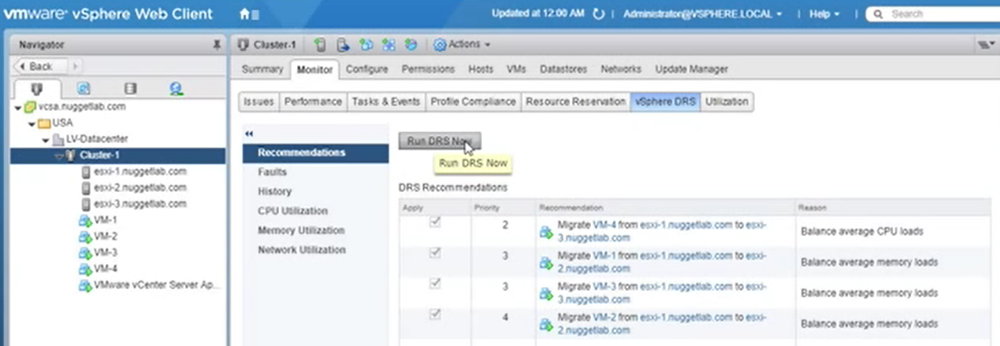 vmware® vSphere Web Client
Updated at 12:00 AM
Administrator@VSPHERE.LOCAL
Help
Search
Navigator
Back
vcsa.nuggetlab.com
USA
LV-Datacenter
Cluster-1
esxi-1.nuggetlab.com
esxi-2.nuggetlab.com
esxi-3.nuggetlab.com
VM-1
VM-2
VM-3
VM-4
VMware vCenter Server Ap...
Cluster-1
Actions
Summary Monitor Configure Permissions Hosts VMs Datastores Networks Update Manager
Issues Performance Tasks & Events Profile Compliance Resource Reservation vSphere DRS Utilization
Recommendations
Faults
History
CPU Utilization
Memory Utilization
Network Utilization
Run DRS Now
Run DRS Now
DRS Recommendations
Apply Priority Recommendation Reason
2 Migrate VM-4 from esxi-1.nuggetlab.com to esxi-
3.nuggetlab.com
Balance average CPU loads
3 Migrate VM-1 from esxi-1.nuggetlab.com to esxi-
2.nuggetlab.com
Balance average memory loads
3 Migrate VM-3 from esxi-1.nuggetlab.com to esxi-
3.nuggetlab.com
Balance average memory loads
4 Migrate VM-2 from esxi-1.nuggetlab.com to esxi-
2.nuggetlab.com
Balance average memory loads